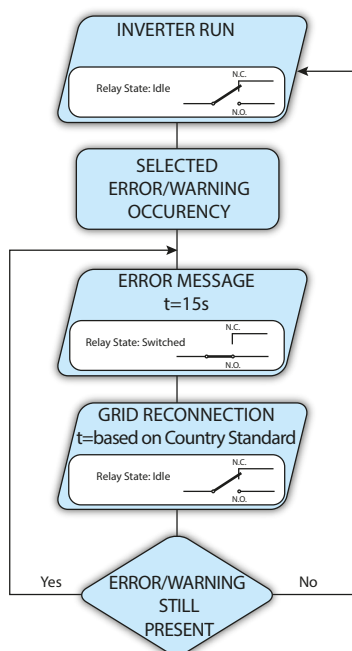 INVERTER RUN
N.C.
Relay State: Idle
N.O.
SELECTED
ERROR/WARNING
OCCURENCY
ERROR MESSAGE
t=15s
N.C.
Relay State: Switched
N.O.
GRID RECONNECTION
t=based on Country Standard
N.C.
Relay State: Idle
N.O.
Yes
ERROR/WARNING
No
STILL
PRESENT